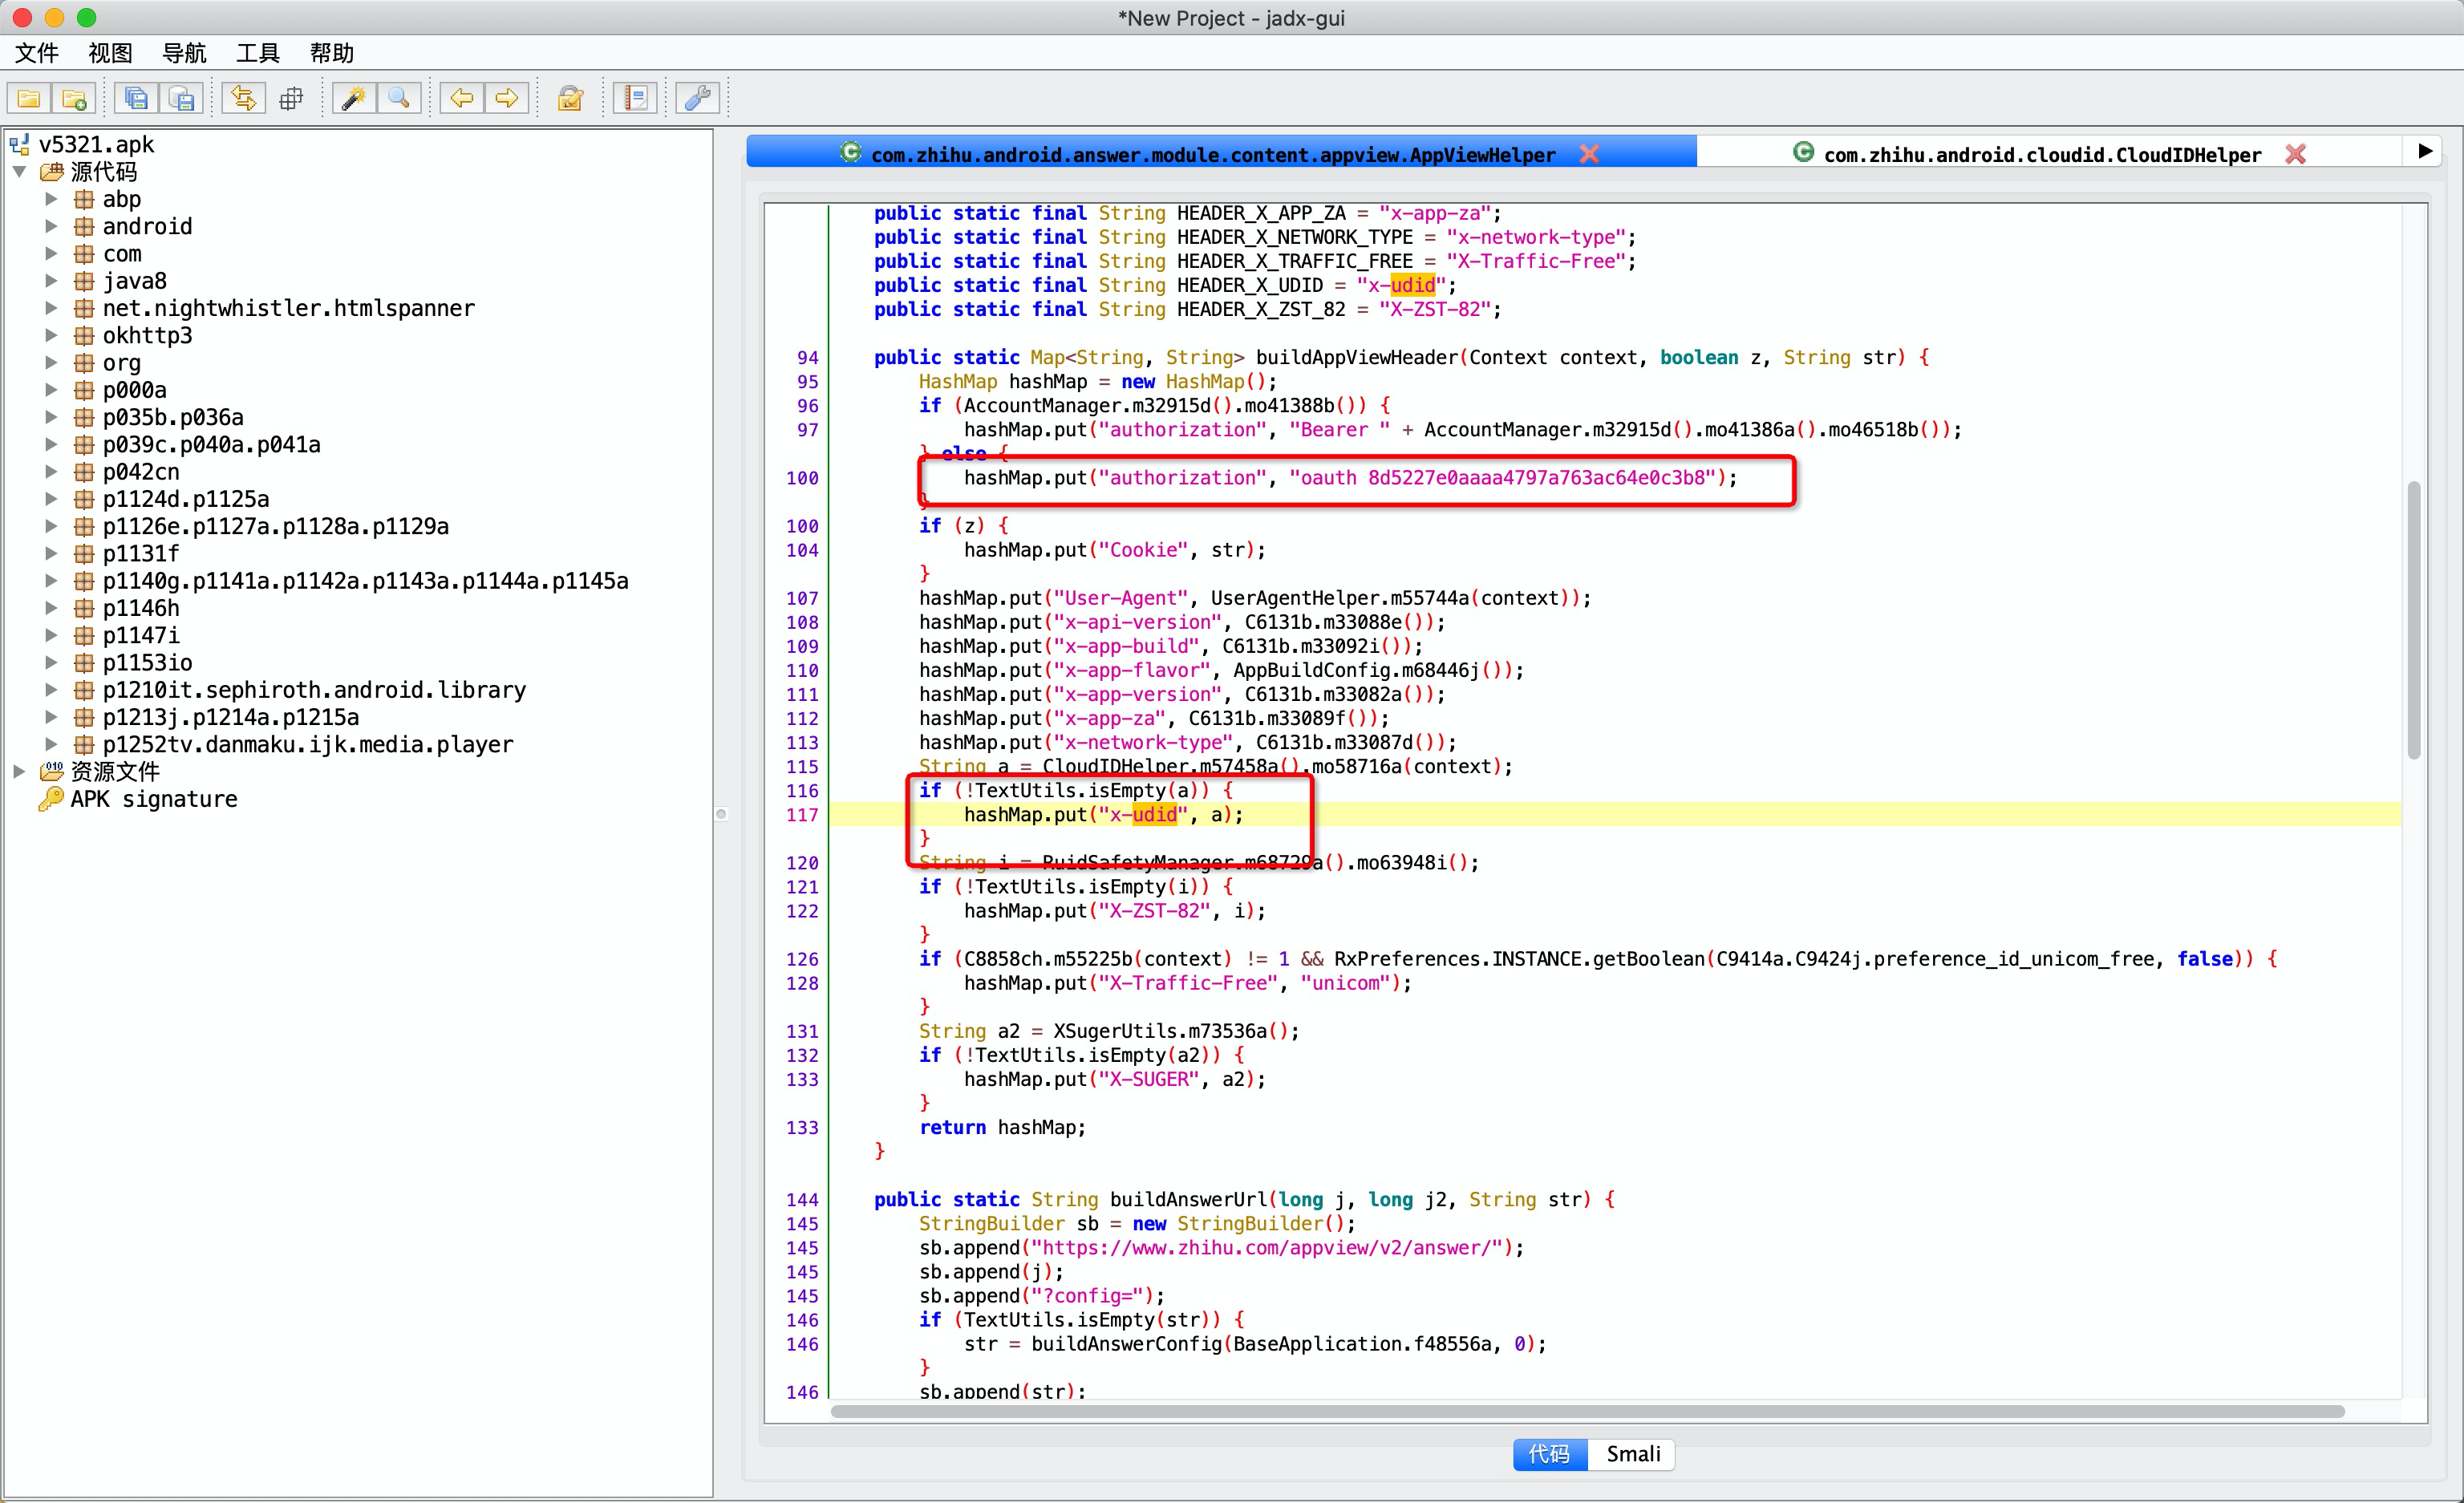 *New Project - jadx-gui
文件 视图 导航 工具 帮助
v5321.apk
源代码
abp
android
com
java8
net.nightwhistler.htmlspanner
okhttp3
org
p000a
p035b.p036a
p039c.p040a.p041a
p042cn
p1124d.p1125a
p1126e.p1127a.p1128a.p1129a
p1131f
p1140g.p1141a.p1142a.p1143a.p1144a.p1145a
p1146h
p1147i
p1153io
p1210it.sephiroth.android.library
p1213j.p1214a.p1215a
p1252tv.danmaku.ijk.media.player
资源文件
APK signature
com.zhihu.android.answer.module.content.appview.AppViewHelper com.zhihu.android.cloudid.CloudIDHelper
public static final String HEADER_X_APP_ZA = "x-app-za";
public static final String HEADER_X_NETWORK_TYPE = "x-network-type";
public static final String HEADER_X_TRAFFIC_FREE = "X-Traffic-Free";
public static final String HEADER_X_UDID = "x-udid";
public static final String HEADER_X_ZST_82 = "X-ZST-82";
94 public static Map<String, String> buildAppViewHeader(Context context, boolean z, String str) {
95 HashMap hashMap = new HashMap();
96 if (AccountManager.m32915d().mo41388b()) {
97 hashMap.put("authorization", "Bearer " + AccountManager.m32915d().mo41386a().mo46518b());
} else {
100 hashMap.put("authorization", "oauth 8d5227e0aaaa4797a763ac64e0c3b8");
}
100 if (z) {
104 hashMap.put("Cookie", str);
}
107 hashMap.put("User-Agent", UserAgentHelper.m55744a(context));
108 hashMap.put("x-api-version", C6131b.m33088e());
109 hashMap.put("x-app-build", C6131b.m33092i());
110 hashMap.put("x-app-flavor", AppBuildConfig.m68446j());
111 hashMap.put("x-app-version", C6131b.m33082a());
112 hashMap.put("x-app-za", C6131b.m33089f());
113 hashMap.put("x-network-type", C6131b.m33087d());
115 String a = CloudIDHelper.m57458a().mo58716a(context);
116 if (!TextUtils.isEmpty(a)) {
117 hashMap.put("x-udid", a);
}
120 String i = RuidSafetyManager.m68729a().mo63948i();
121 if (!TextUtils.isEmpty(i)) {
122 hashMap.put("X-ZST-82", i);
}
126 if (C8858ch.m55225b(context) != 1 && RxPreferences.INSTANCE.getBoolean(C9414a.C9424j.preference_id_unicom_free, false)) {
128 hashMap.put("X-Traffic-Free", "unicom");
}
131 String a2 = XSugerUtils.m73536a();
132 if (!TextUtils.isEmpty(a2)) {
133 hashMap.put("X-SUGER", a2);
}
133 return hashMap;
}
144 public static String buildAnswerUrl(long j, long j2, String str) {
145 StringBuilder sb = new StringBuilder();
145 sb.append("https://www.zhihu.com/appview/v2/answer/");
145 sb.append(j);
145 sb.append("?config=");
146 if (TextUtils.isEmpty(str)) {
146 str = buildAnswerConfig(BaseApplication.f48556a, 0);
}
146 sb.append(str);
代码 Smali